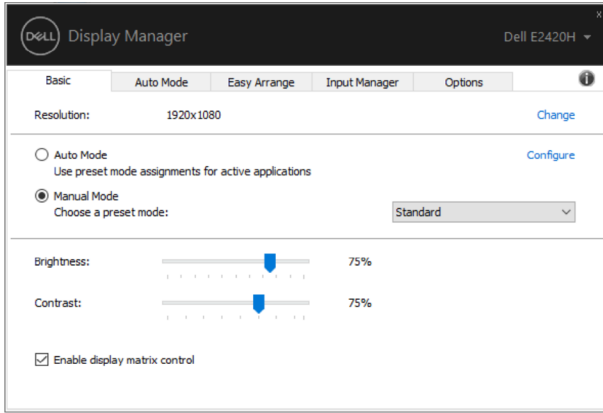 x
DELL Display Manager Dell E2420H
Basic Auto Mode Easy Arrange Input Manager Options i
Resolution: 1920x1080 Change
Auto Mode Configure
Use preset mode assignments for active applications
Manual Mode
Choose a preset mode: Standard
Brightness: 75%
Contrast: 75%
Enable display matrix control